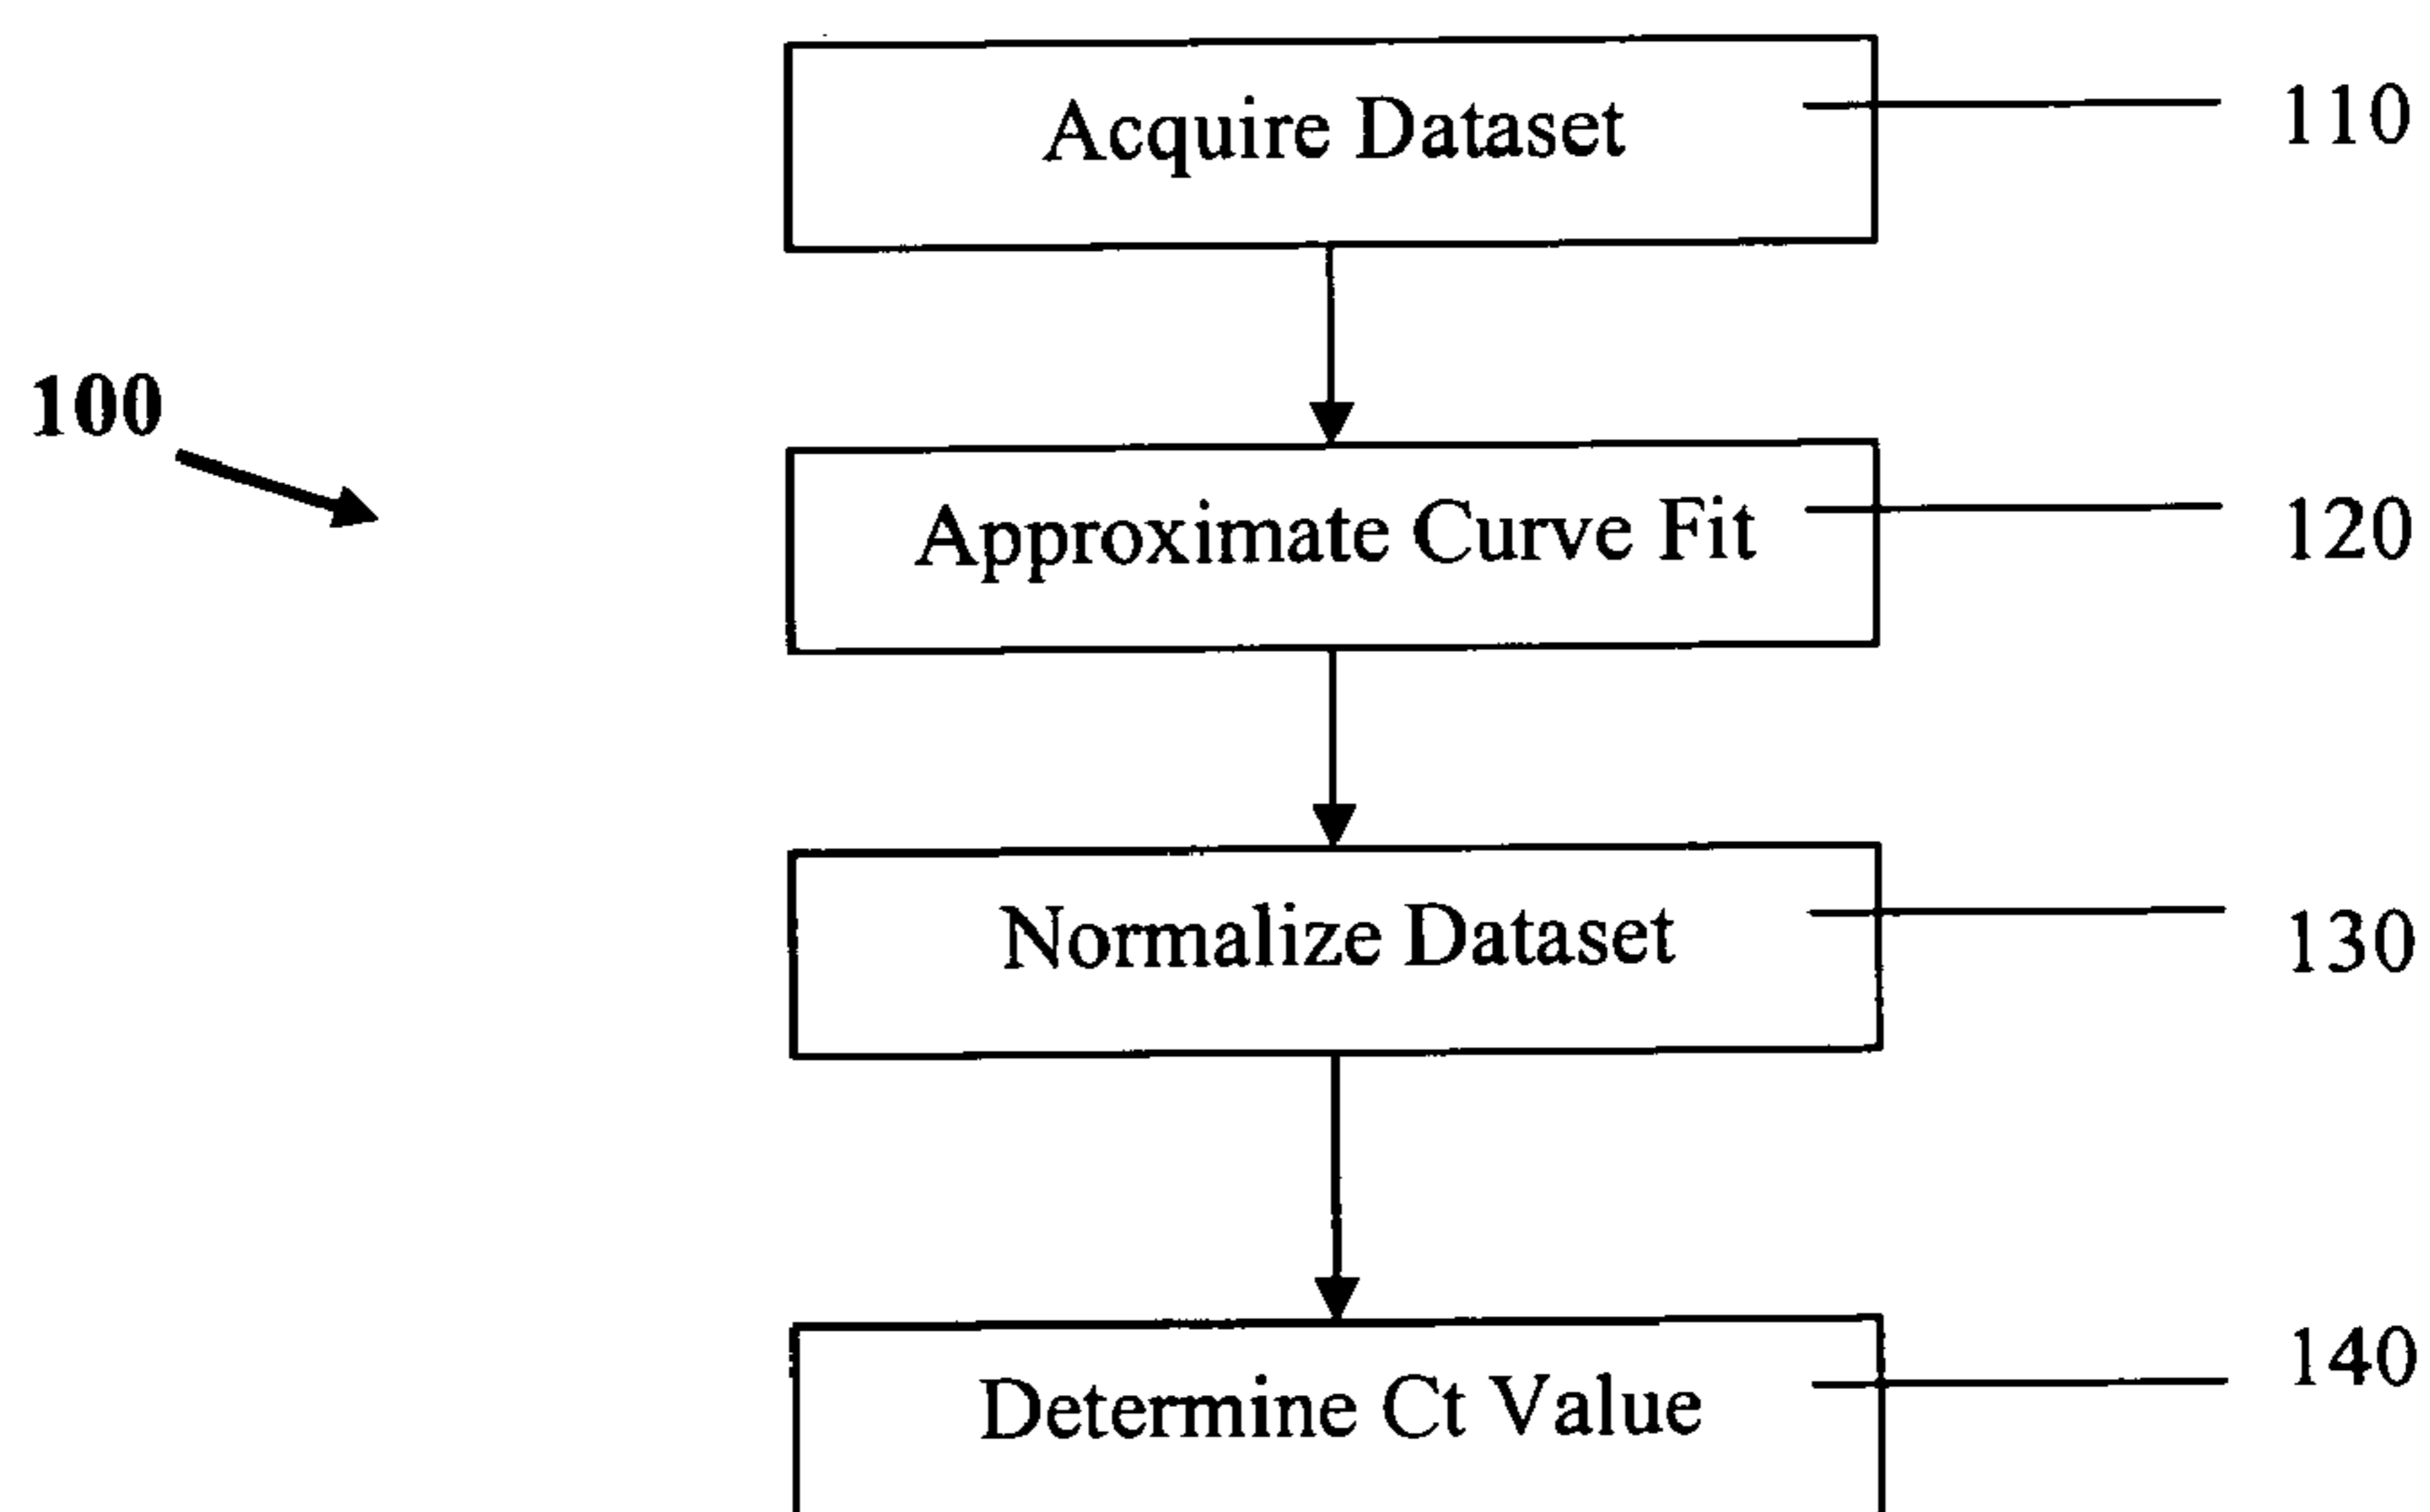 Acquire Dataset
110
100
Approximate Curve Fit
120
Normalize Dataset
130
Determine Ct Value
140